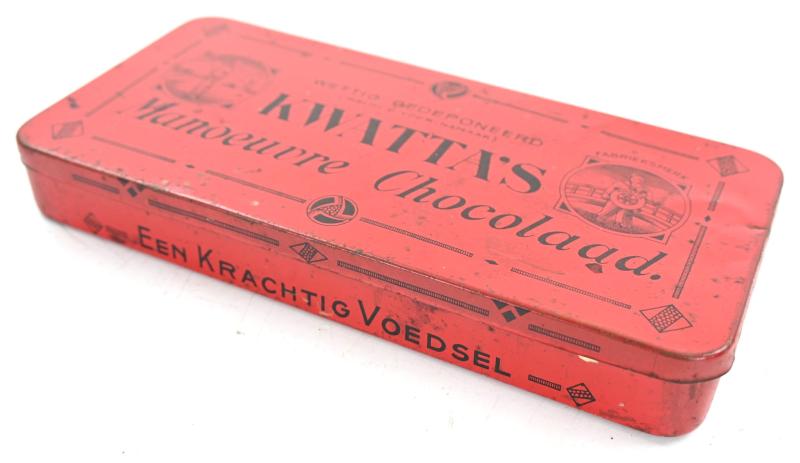 WETTIG GEDEPONEERD
KWATTA'S
Manoeuvre Chocolaad.
FABRIEKSMERK
EEN KRACHTIG VOEDSEL